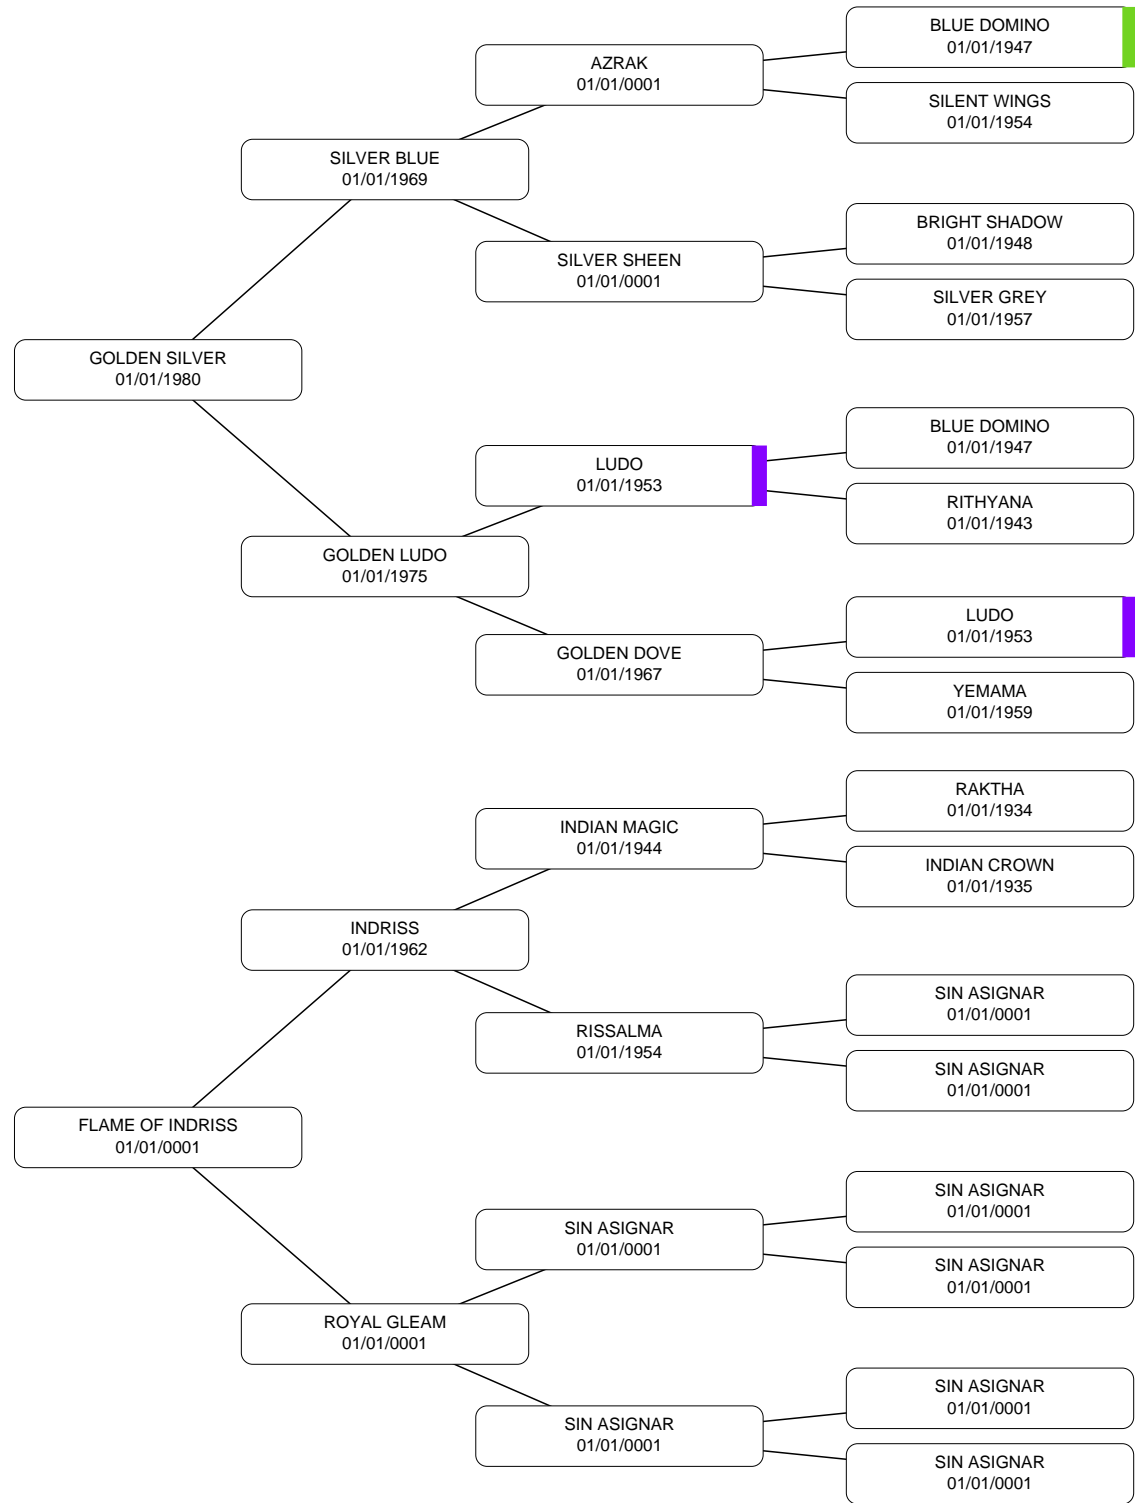 BLUE DOMINO
01/01/1947
AZRAK
01/01/0001
SILENT WINGS
01/01/1954
SILVER BLUE
01/01/1969
BRIGHT SHADOW
01/01/1948
SILVER SHEEN
01/01/0001
SILVER GREY
01/01/1957
GOLDEN SILVER
01/01/1980
BLUE DOMINO
01/01/1947
LUDO
01/01/1953
RITHYANA
01/01/1943
GOLDEN LUDO
01/01/1975
LUDO
01/01/1953
GOLDEN DOVE
01/01/1967
YEMAMA
01/01/1959
RAKTHA
01/01/1934
INDIAN MAGIC
01/01/1944
INDIAN CROWN
01/01/1935
INDRISS
01/01/1962
SIN ASIGNAR
01/01/0001
RISSALMA
01/01/1954
SIN ASIGNAR
01/01/0001
FLAME OF INDRISS
01/01/0001
SIN ASIGNAR
01/01/0001
SIN ASIGNAR
01/01/0001
SIN ASIGNAR
01/01/0001
ROYAL GLEAM
01/01/0001
SIN ASIGNAR
01/01/0001
SIN ASIGNAR
01/01/0001
SIN ASIGNAR
01/01/0001